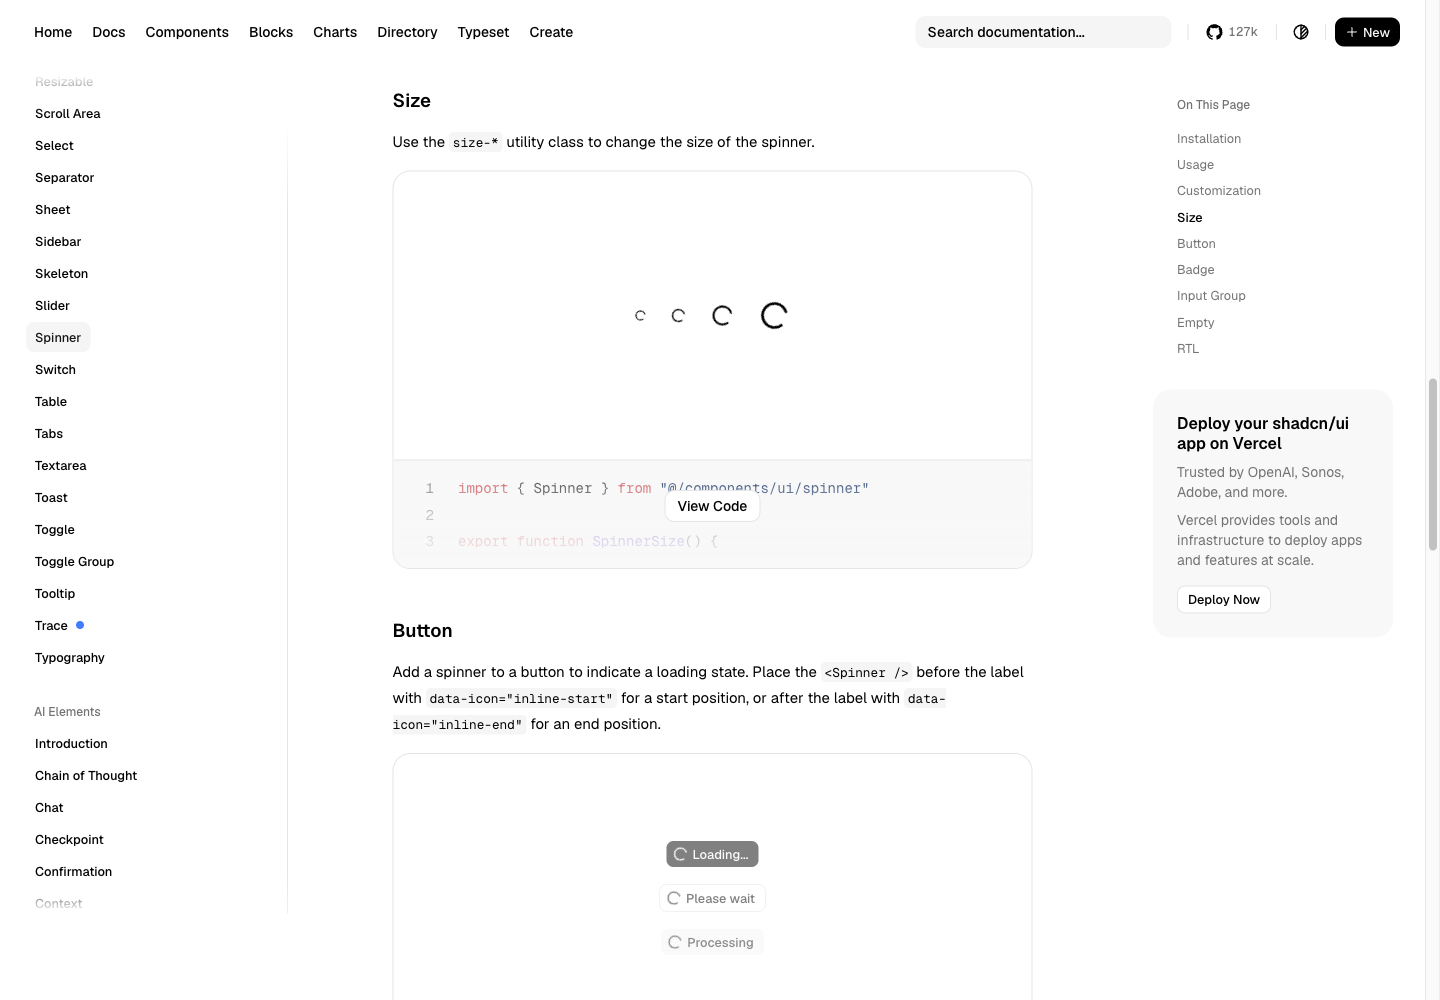 Home Docs Components Blocks Charts Directory Typeset Create
Search documentation...
127k
New
Resizable
Scroll Area
Select
Separator
Sheet
Sidebar
Skeleton
Slider
Spinner
Switch
Table
Tabs
Textarea
Toast
Toggle
Toggle Group
Tooltip
Trace
Typography
AI Elements
Introduction
Chain of Thought
Chat
Checkpoint
Confirmation
Context
Size
Use the size-* utility class to change the size of the spinner.
1 import { Spinner } from "@/components/ui/spinner"
View Code
2
3 export function SpinnerSize() {
Button
Add a spinner to a button to indicate a loading state. Place the <Spinner /> before the label
with data-icon="inline-start" for a start position, or after the label with data-
icon="inline-end" for an end position.
Loading...
Please wait
Processing
On This Page
Installation
Usage
Customization
Size
Button
Badge
Input Group
Empty
RTL
Deploy your shadcn/ui
app on Vercel
Trusted by OpenAI, Sonos,
Adobe, and more.
Vercel provides tools and
infrastructure to deploy apps
and features at scale.
Deploy Now